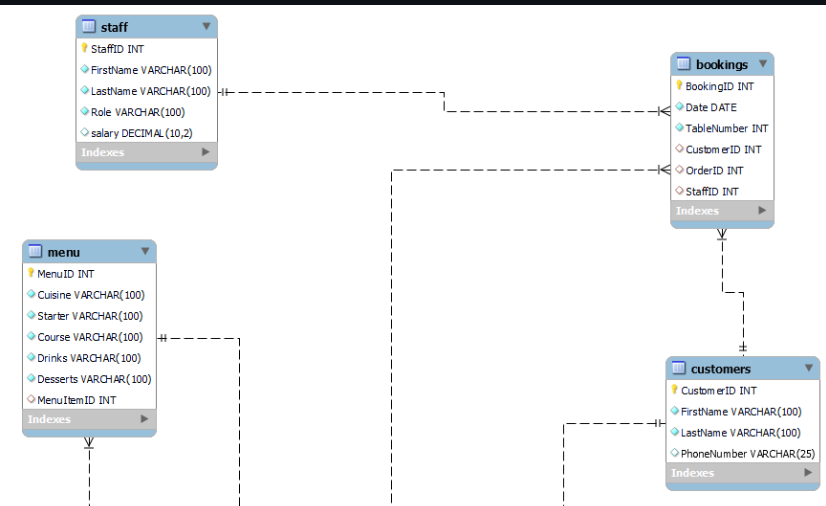 staff
StaffID INT
FirstName VARCHAR(100)
LastName VARCHAR(100)
Role VARCHAR(100)
salary DECIMAL(10,2)
Indexes
bookings
BookingID INT
Date DATE
TableNumber INT
CustomerID INT
OrderID INT
StaffID INT
Indexes
menu
MenuID INT
Cuisine VARCHAR(100)
Starter VARCHAR(100)
Course VARCHAR(100)
Drinks VARCHAR(100)
Desserts VARCHAR(100)
MenuItemID INT
Indexes
customers
CustomerID INT
FirstName VARCHAR(100)
LastName VARCHAR(100)
PhoneNumber VARCHAR(25)
Indexes